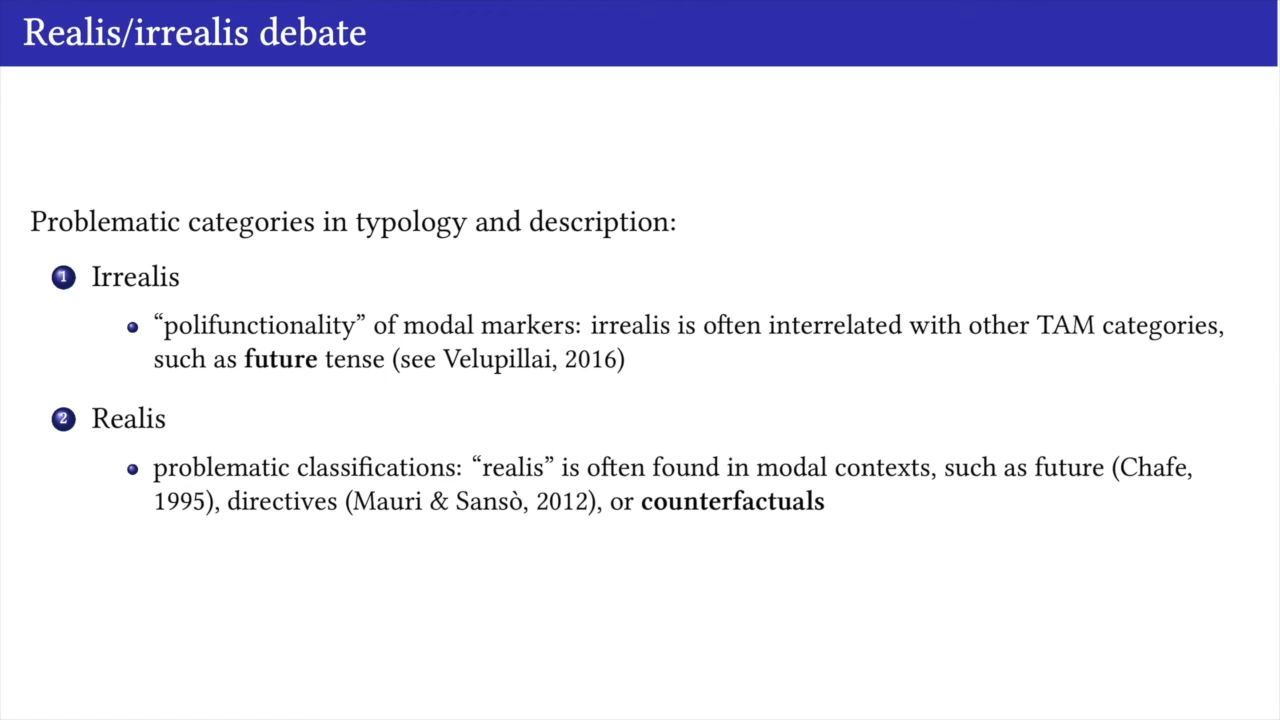 Realis/irrealis debate
Problematic categories in typology and description:
1 Irrealis
“polifunctionality” of modal markers: irrealis is often interrelated with other TAM categories,
such as future tense (see Velupillai, 2016)
2 Realis
problematic classifications: “realis” is often found in modal contexts, such as future (Chafe,
1995), directives (Mauri & Sansò, 2012), or counterfactuals